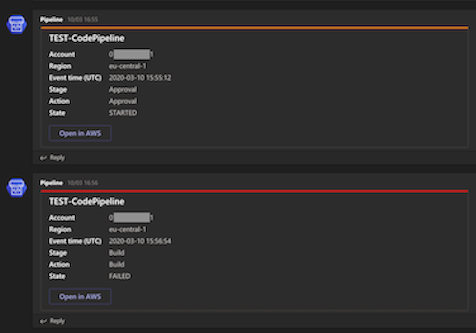 Pipeline 10/03 16:55
TEST-CodePipeline
Account 0 1
Region eu-central-1
Event time (UTC) 2020-03-10 15:55:12
Stage Approval
Action Approval
State STARTED
Open in AWS
Reply
Pipeline 10/03 16:56
TEST-CodePipeline
Account 0 1
Region eu-central-1
Event time (UTC) 2020-03-10 15:56:54
Stage Build
Action Build
State FAILED
Open in AWS
Reply